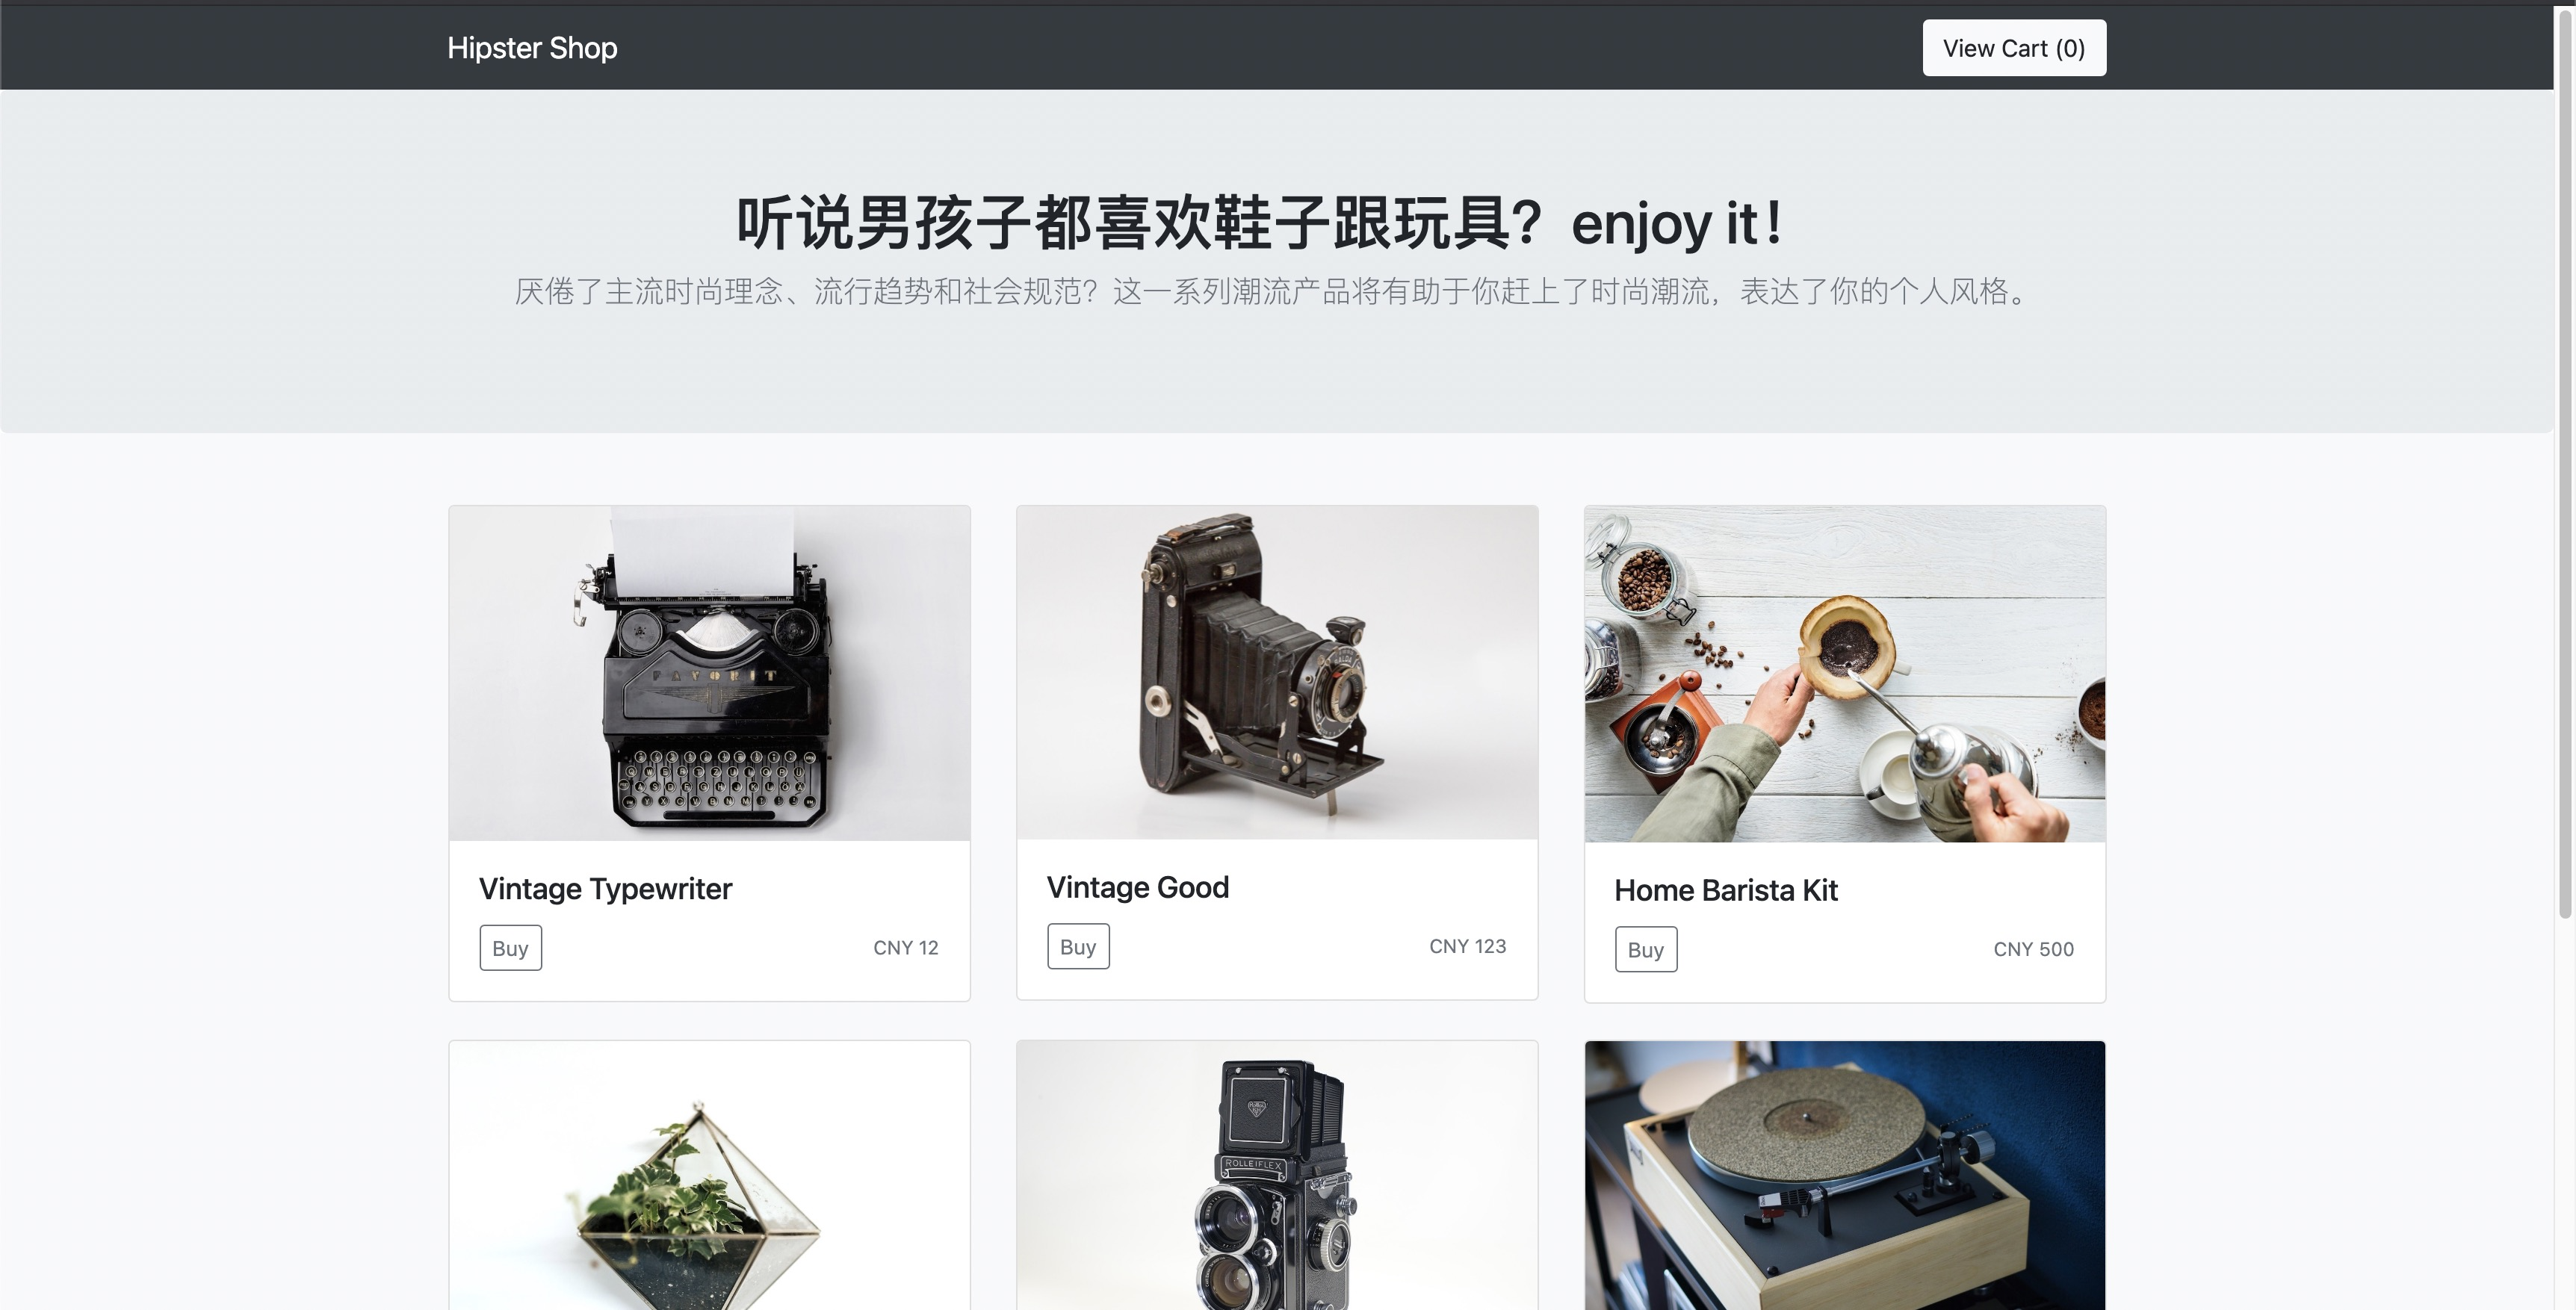 Hipster Shop
View Cart (0)
听说男孩子都喜欢鞋子跟玩具？enjoy it！
厌倦了主流时尚理念、流行趋势和社会规范？这一系列潮流产品将有助于你赶上了时尚潮流，表达了你的个人风格。
FAVORIT
Vintage Typewriter
Buy
CNY 12
Vintage Good
Buy
CNY 123
Home Barista Kit
Buy
CNY 500
ROLLEIFLEX